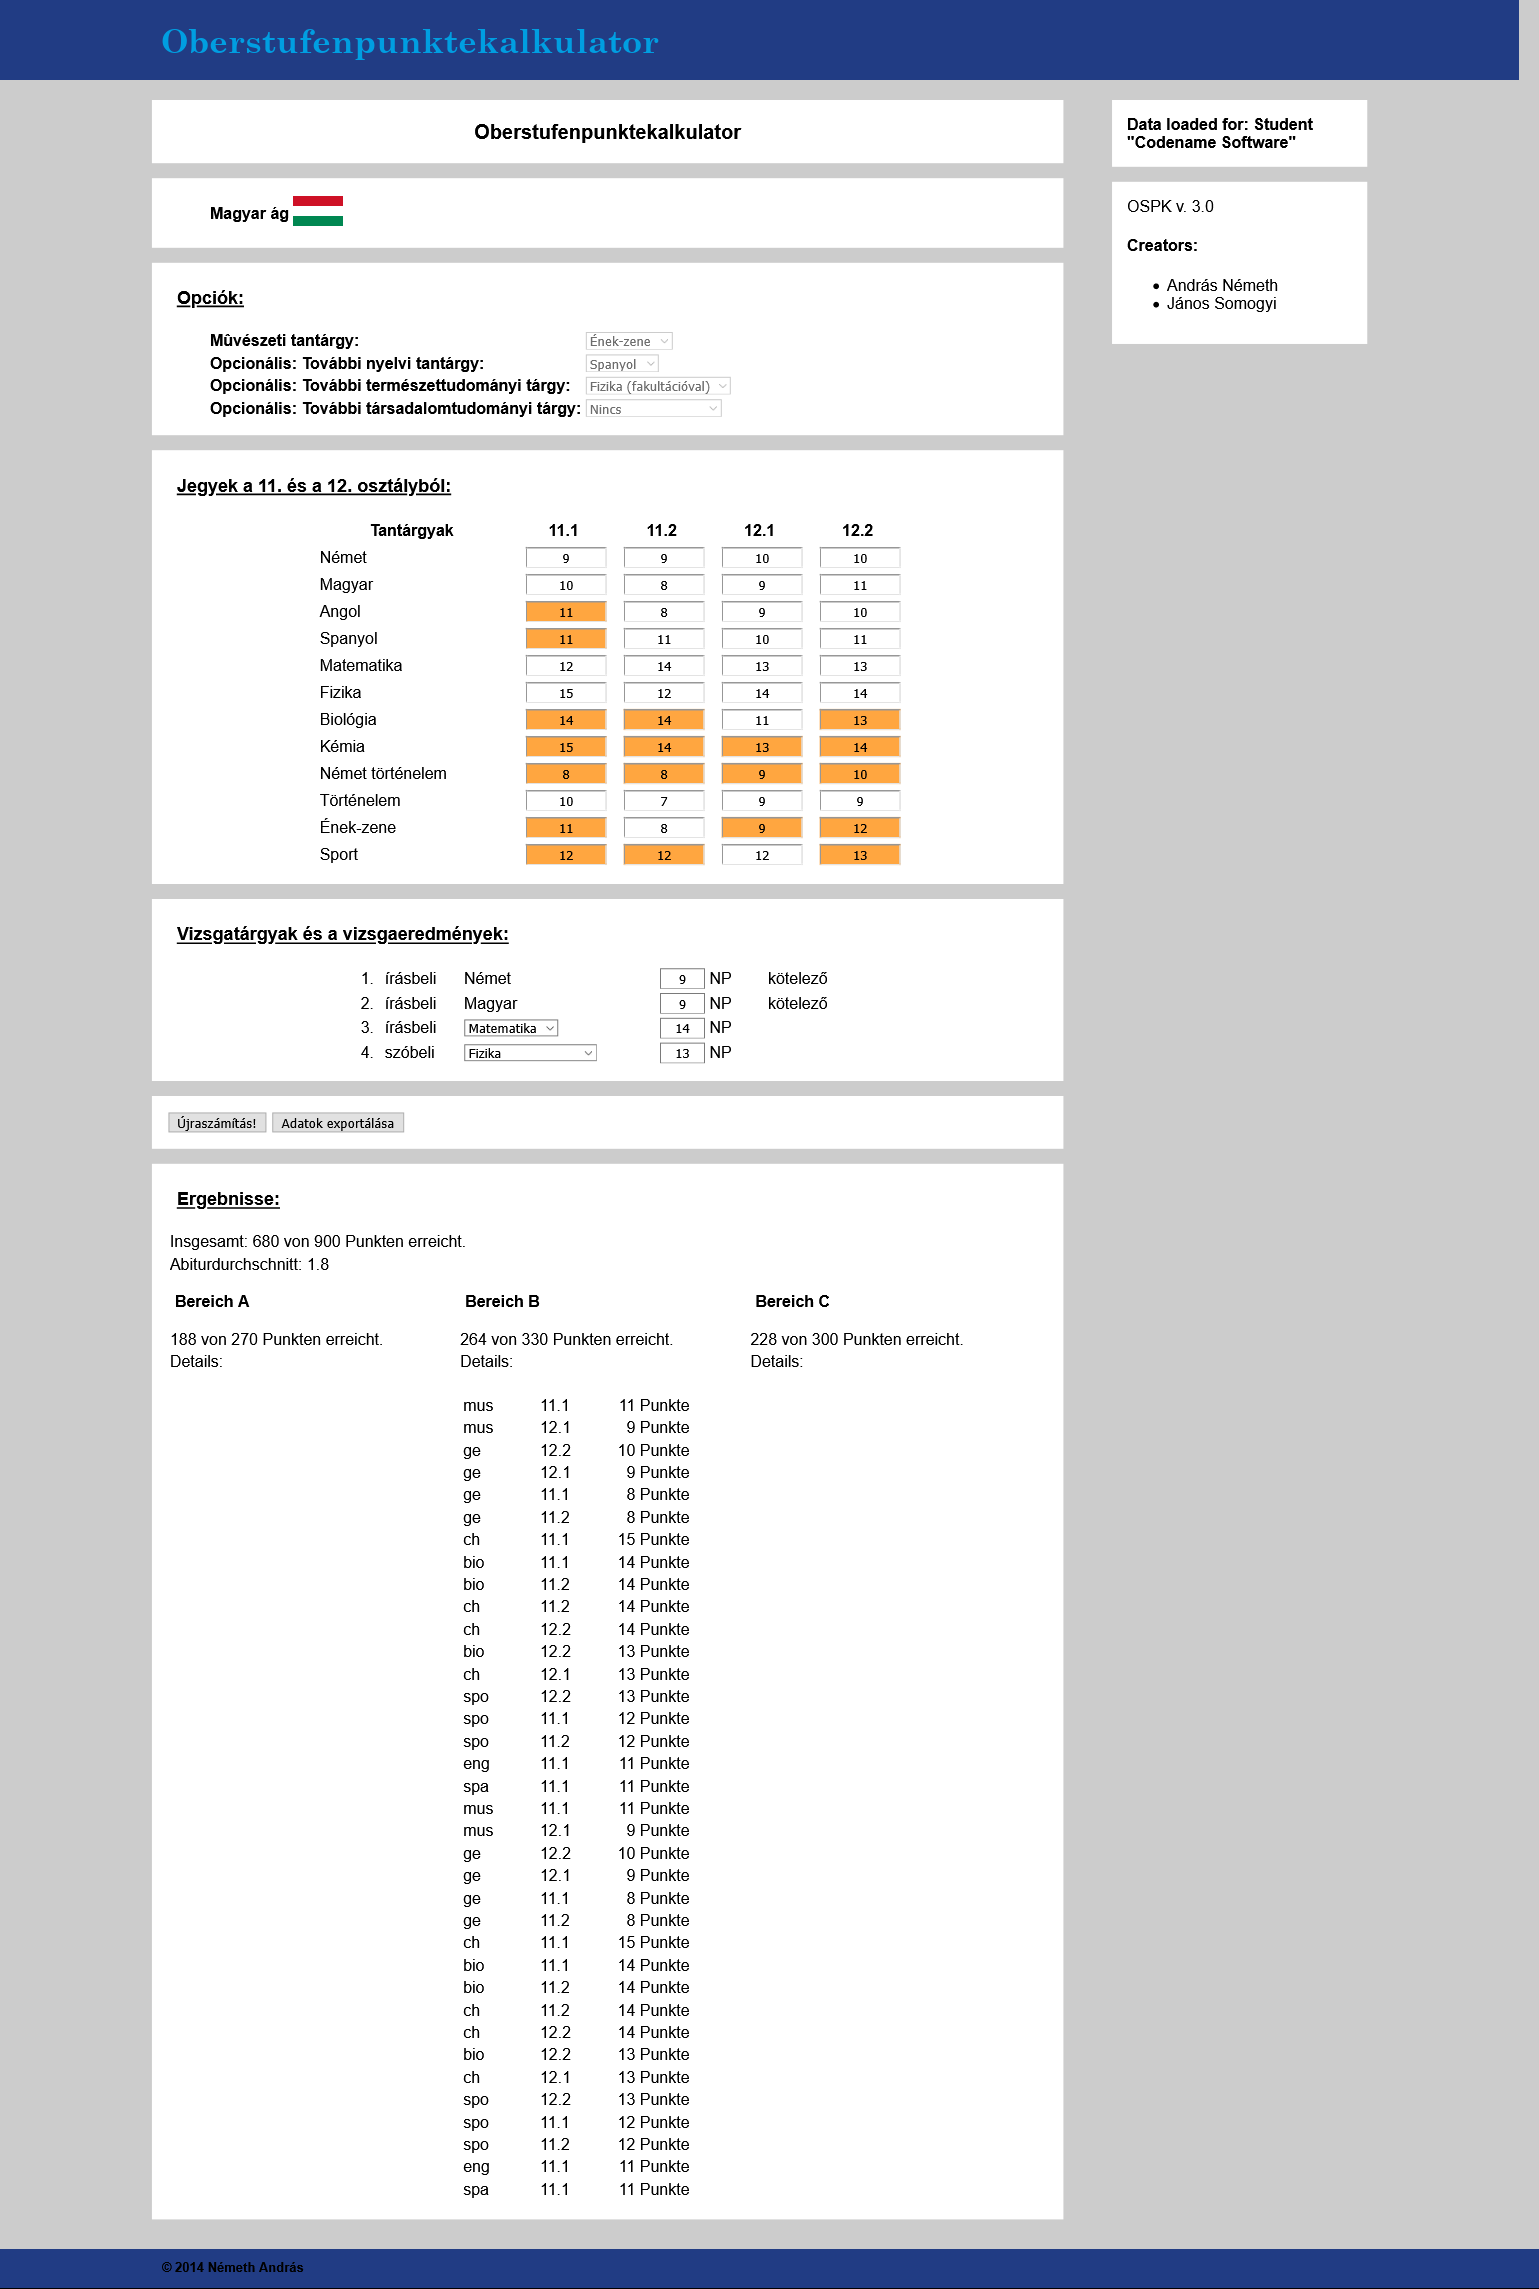 Oberstufenpunktekalkulator
Oberstufenpunktekalkulator
Magyar ág
Opciók:
Mûvészeti tantárgy: Ének-zene
Opcionális: További nyelvi tantárgy: Spanyol
Opcionális: További természettudományi tárgy: Fizika (fakultációval)
Opcionális: További társadalomtudományi tárgy: Nincs
Jegyek a 11. és a 12. osztályból:
Tantárgyak 11.1 11.2 12.1 12.2
Német 9 9 10 10
Magyar 10 8 9 11
Angol 11 8 9 10
Spanyol 11 11 10 11
Matematika 12 14 13 13
Fizika 15 12 14 14
Biológia 14 14 11 13
Kémia 15 14 13 14
Német történelem 8 8 9 10
Történelem 10 7 9 9
Ének-zene 11 8 9 12
Sport 12 12 12 13
Vizsgatárgyak és a vizsgaeredmények:
1. írásbeli Német 9 NP kötelező
2. írásbeli Magyar 9 NP kötelező
3. írásbeli Matematika 14 NP
4. szóbeli Fizika 13 NP
Újraszámítás! Adatok exportálása
Ergebnisse:
Insgesamt: 680 von 900 Punkten erreicht.
Abiturdurchschnitt: 1.8
Bereich A
188 von 270 Punkten erreicht.
Details:
Bereich B
264 von 330 Punkten erreicht.
Details:
mus 11.1 11 Punkte
mus 12.1 9 Punkte
ge 12.2 10 Punkte
ge 12.1 9 Punkte
ge 11.1 8 Punkte
ge 11.2 8 Punkte
ch 11.1 15 Punkte
bio 11.1 14 Punkte
bio 11.2 14 Punkte
ch 11.2 14 Punkte
ch 12.2 14 Punkte
bio 12.2 13 Punkte
ch 12.1 13 Punkte
spo 12.2 13 Punkte
spo 11.1 12 Punkte
spo 11.2 12 Punkte
eng 11.1 11 Punkte
spa 11.1 11 Punkte
mus 11.1 11 Punkte
mus 12.1 9 Punkte
ge 12.2 10 Punkte
ge 12.1 9 Punkte
ge 11.1 8 Punkte
ge 11.2 8 Punkte
ch 11.1 15 Punkte
bio 11.1 14 Punkte
bio 11.2 14 Punkte
ch 11.2 14 Punkte
ch 12.2 14 Punkte
bio 12.2 13 Punkte
ch 12.1 13 Punkte
spo 12.2 13 Punkte
spo 11.1 12 Punkte
spo 11.2 12 Punkte
eng 11.1 11 Punkte
spa 11.1 11 Punkte
Bereich C
228 von 300 Punkten erreicht.
Details:
Data loaded for: Student
"Codename Software"
OSPK v. 3.0
Creators:
• András Németh
• János Somogyi
© 2014 Németh András